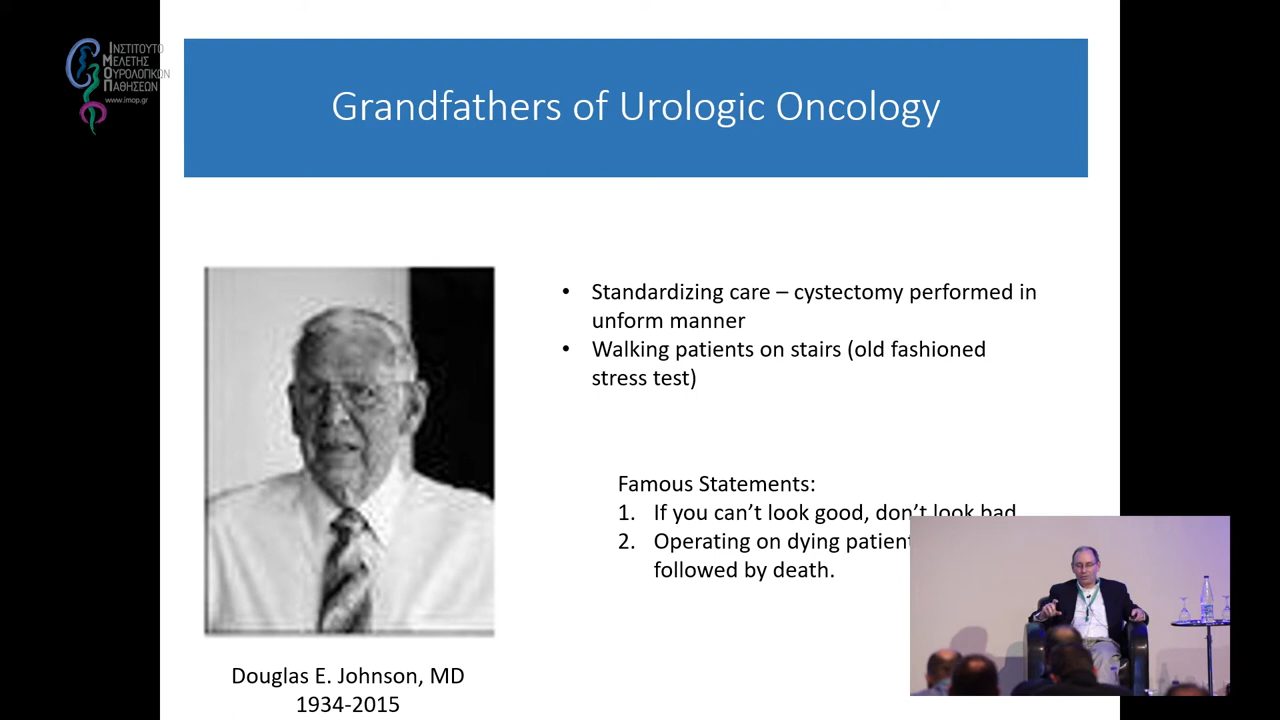 ΙΝΣΤΙΤΟΥΤΟ
ΜΕΛΕΤΗΣ
ΟΥΡΟΛΟΓΙΚΩΝ
ΠΑΘΗΣΕΩΝ
www.imop.gr
Grandfathers of Urologic Oncology
• Standardizing care – cystectomy performed in
unform manner
• Walking patients on stairs (old fashioned
stress test)
Famous Statements:
1. If you can't look good, don't look bad
2. Operating on dying patient
followed by death.
Douglas E. Johnson, MD
1934-2015